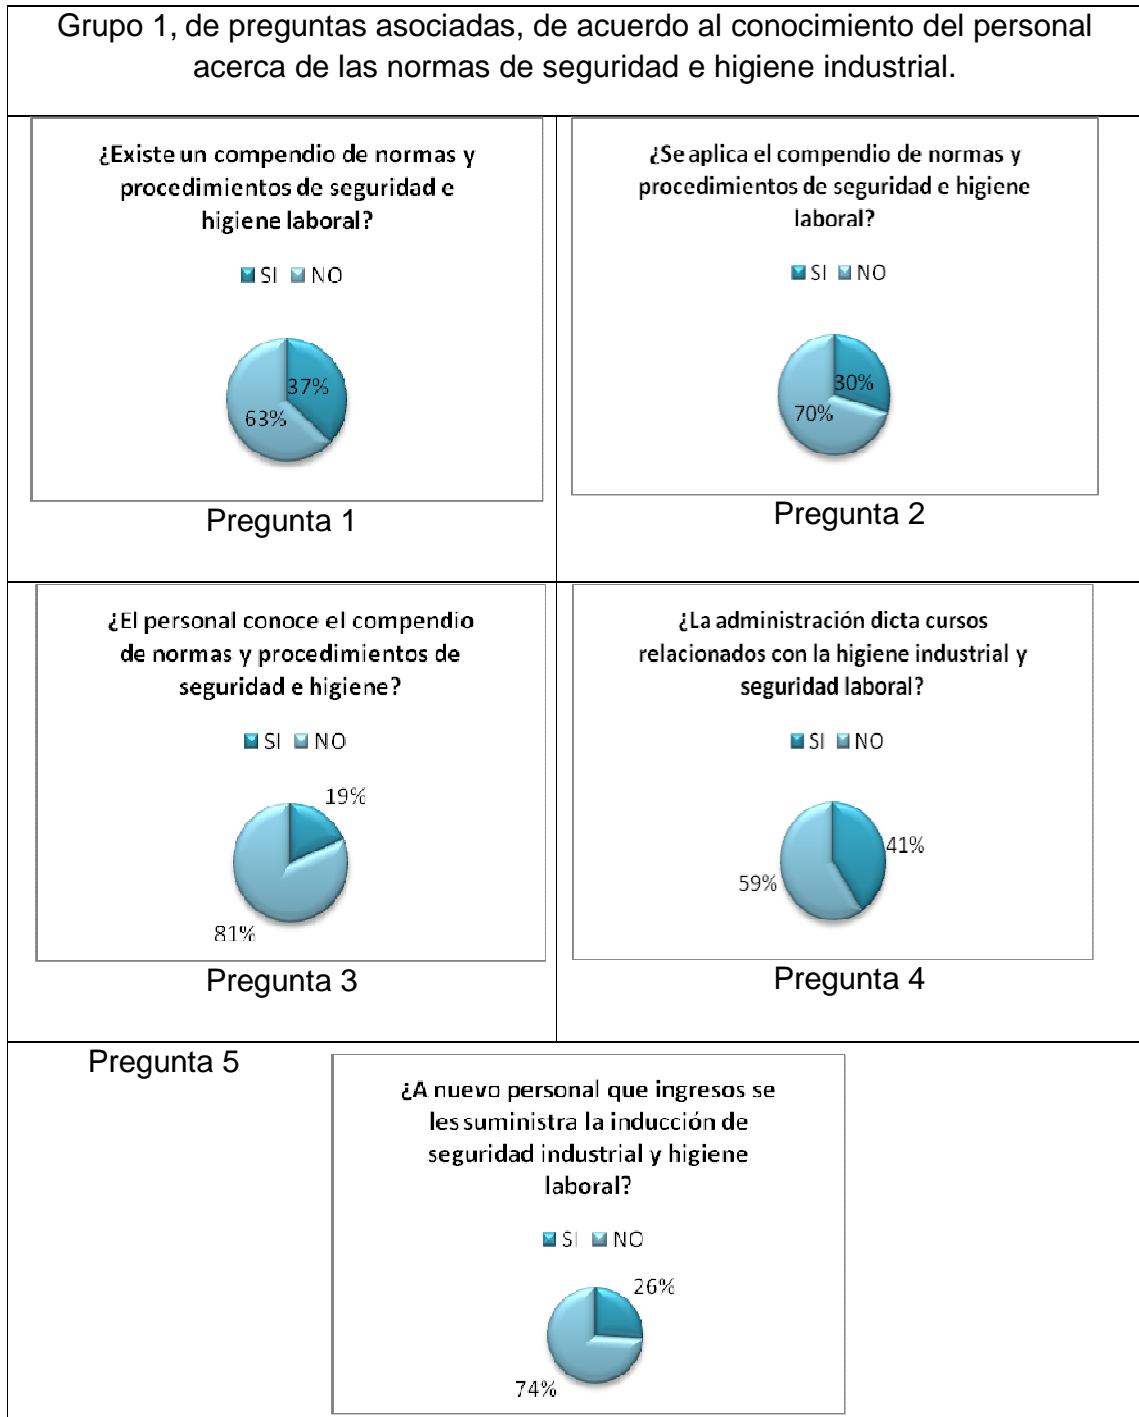 Grupo 1, de preguntas asociadas, de acuerdo al conocimiento del personal
acerca de las normas de seguridad e higiene industrial.
¿Existe un compendio de normas y
procedimientos de seguridad e
higiene laboral?
SI NO
37%
63%
Pregunta 1
¿Se aplica el compendio de normas y
procedimientos de seguridad e higiene
laboral?
SI NO
30%
70%
Pregunta 2
¿El personal conoce el compendio
de normas y procedimientos de
seguridad e higiene?
SI NO
19%
81%
Pregunta 3
¿La administración dicta cursos
relacionados con la higiene industrial y
seguridad laboral?
SI NO
41%
59%
Pregunta 4
Pregunta 5
¿A nuevo personal que ingresos se
les suministra la inducción de
seguridad industrial y higiene
laboral?
SI NO
26%
74%